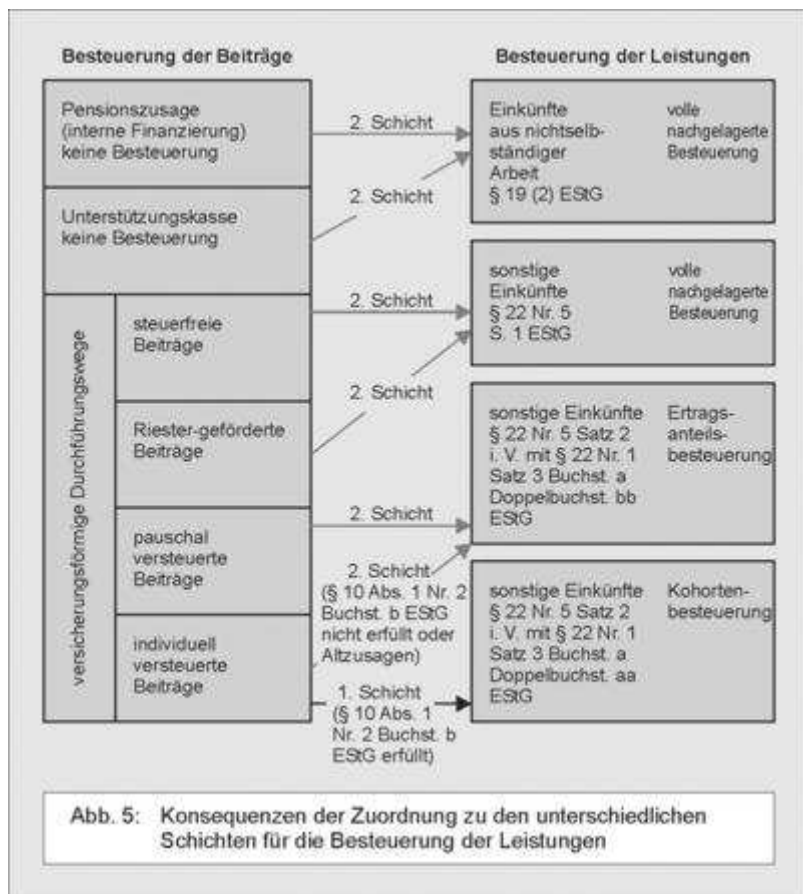 Besteuerung der Beiträge
Besteuerung der Leistungen
Pensionszusage
(interne Finanzierung)
keine Besteuerung
2. Schicht
Einkünfte
aus nichtselb-
ständiger
Arbeit
§ 19 (2) EStG
volle
nachgelagerte
Besteuerung
Unterstützungskasse
keine Besteuerung
2. Schicht
versicherungsförmige Durchführungswege
steuerfreie
Beiträge
2. Schicht
sonstige
Einkünfte
§ 22 Nr. 5
S. 1 EStG
volle
nachgelagerte
Besteuerung
Riester-geförderte
Beiträge
2. Schicht
pauschal
versteuerte
Beiträge
2. Schicht
sonstige Einkünfte
§ 22 Nr. 5 Satz 2
i. V. mit § 22 Nr. 1
Satz 3 Buchst. a
Doppelbuchst. bb
EStG
Ertrags-
anteils-
besteuerung
individuell
versteuerte
Beiträge
2. Schicht
(§ 10 Abs. 1 Nr. 2
Buchst. b EStG
nicht erfüllt oder
Altzusagen)
1. Schicht
(§ 10 Abs. 1
Nr. 2 Buchst. b
EStG erfüllt)
sonstige Einkünfte
§ 22 Nr. 5 Satz 2
i. V. mit § 22 Nr. 1
Satz 3 Buchst. a
Doppelbuchst. aa
EStG
Kohorten-
besteuerung
Abb. 5: Konsequenzen der Zuordnung zu den unterschiedlichen
Schichten für die Besteuerung der Leistungen